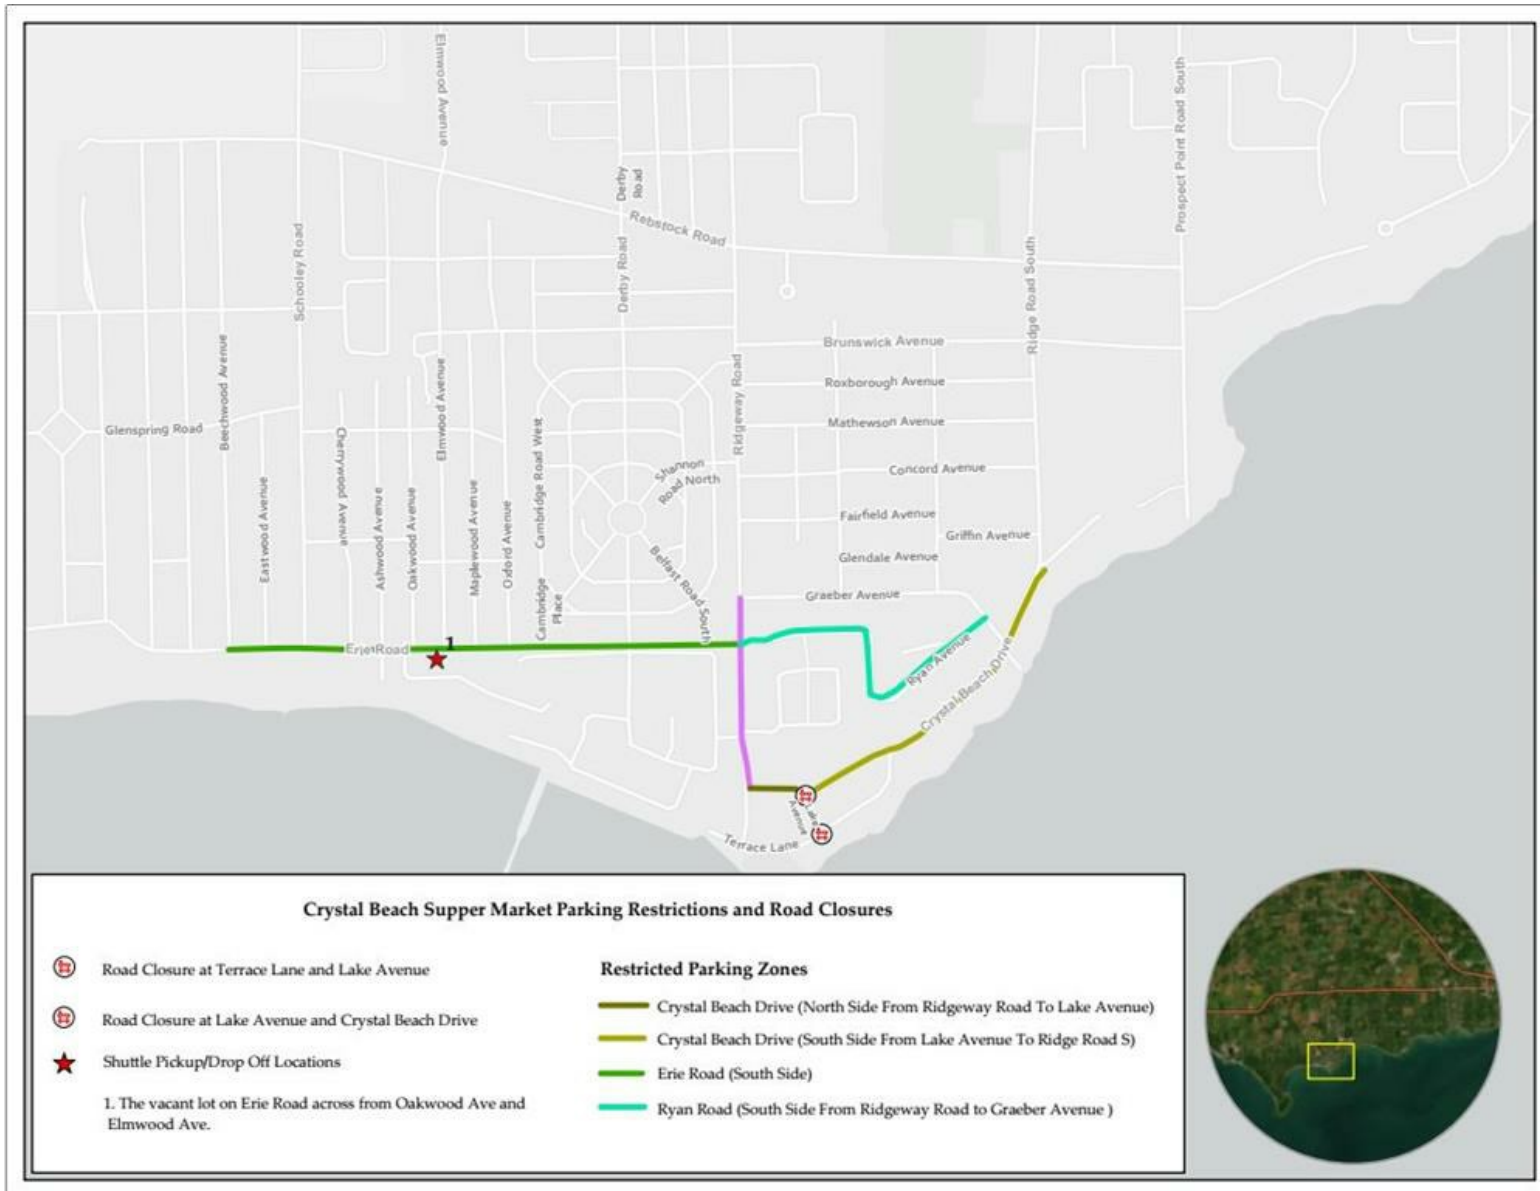 Elmwood Avenue
Prospect Point Road South
Derby
Road
Rebstock Road
Schooley Road
Derby Road
Ridge Road South
Brunswick Avenue
Beechwood Avenue
Elmwood Avenue
Ridgeway Road
Roxborough Avenue
Glenspring Road
Mathewson Avenue
Cherrywood Avenue
Cambridge Road West
Shannon
Road North
Concord Avenue
Eastwood Avenue
Ashwood Avenue
Oakwood Avenue
Maplewood Avenue
Oxford Avenue
Fairfield Avenue
Griffin Avenue
Glendale Avenue
Belfast Road South
Cambridge
Place
Graeber Avenue
Erie Road
1
Ryan Avenue
Crystal Beach Drive
Lake
Avenue
Terrace Lane
Crystal Beach Supper Market Parking Restrictions and Road Closures
Road Closure at Terrace Lane and Lake Avenue
Road Closure at Lake Avenue and Crystal Beach Drive
Shuttle Pickup/Drop Off Locations
1. The vacant lot on Erie Road across from Oakwood Ave and
Elmwood Ave.
Restricted Parking Zones
Crystal Beach Drive (North Side From Ridgeway Road To Lake Avenue)
Crystal Beach Drive (South Side From Lake Avenue To Ridge Road S)
Erie Road (South Side)
Ryan Road (South Side From Ridgeway Road to Graeber Avenue )